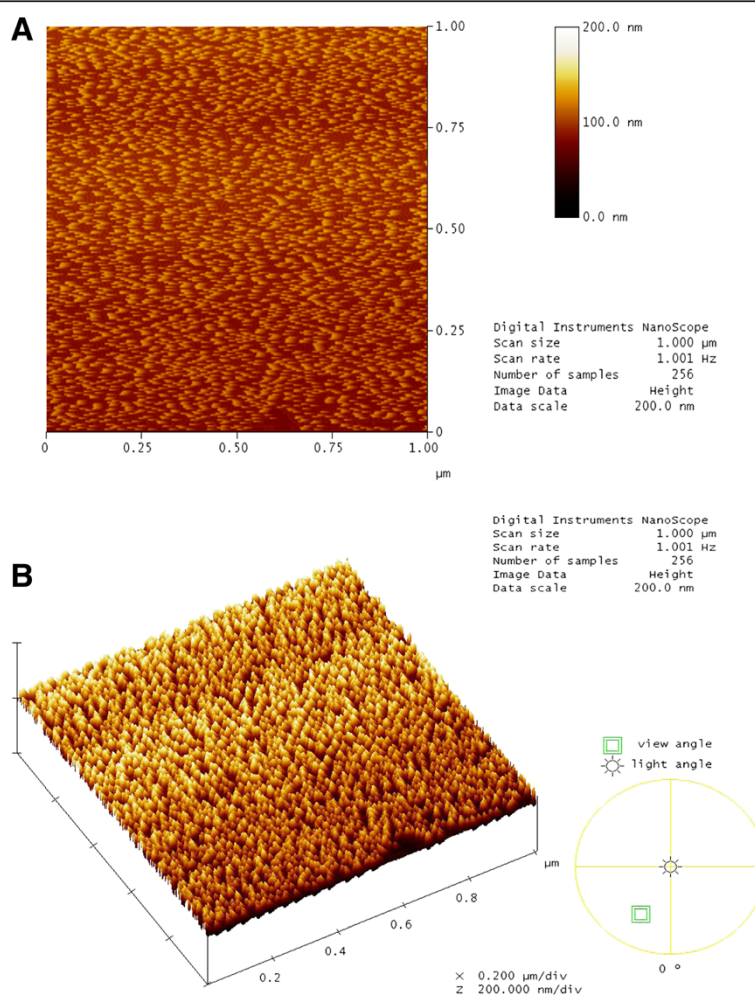 A
1.00
0.75
0.50
0.25
0
0
0.25
0.50
0.75
1.00
µm
200.0 nm
100.0 nm
0.0 nm
Digital Instruments NanoScope
Scan size 1.000 µm
Scan rate 1.001 Hz
Number of samples 256
Image Data Height
Data scale 200.0 nm
B
Digital Instruments NanoScope
Scan size 1.000 µm
Scan rate 1.001 Hz
Number of samples 256
Image Data Height
Data scale 200.0 nm
view angle
light angle
0 °
0.2
0.4
0.6
0.8
µm
X 0.200 µm/div
Z 200.000 nm/div